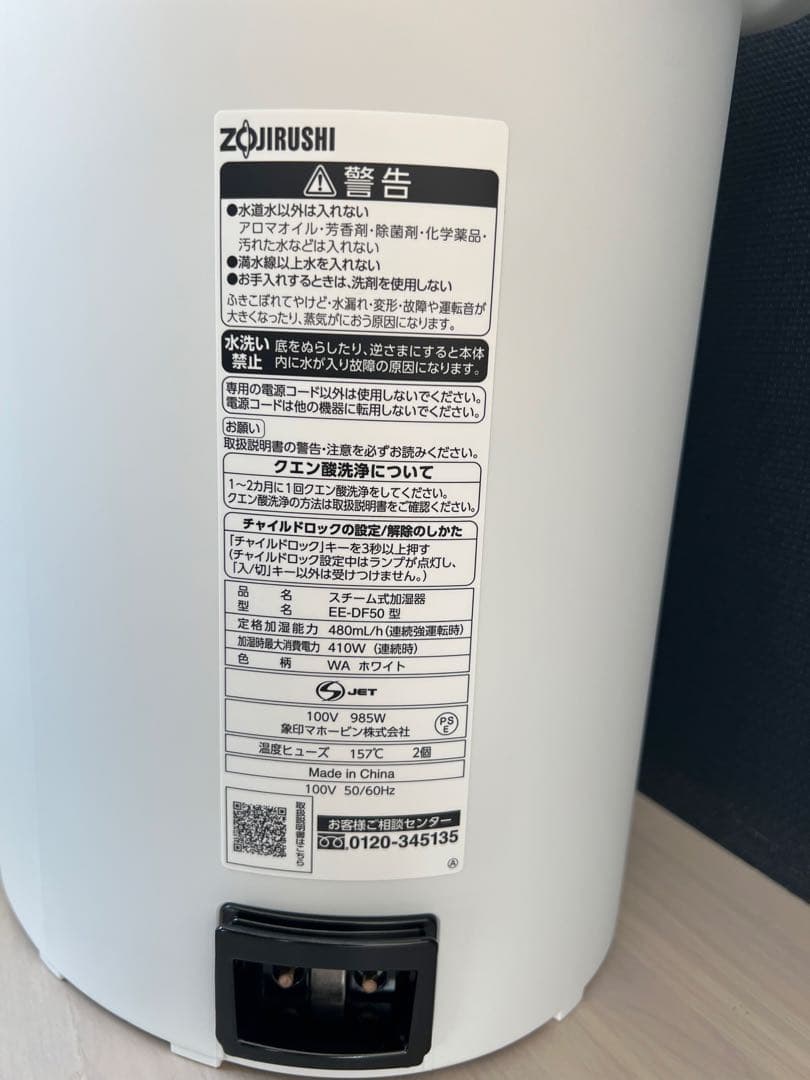 ZOJIRUSHI
警告
●水道水以外は入れない
アロマオイル・芳香剤・除菌剤・化学薬品・
汚れた水などは入れない
●満水線以上水を入れない
●お手入れするときは、洗剤を使用しない
ふきこぼれてやけど・水漏れ・変形・故障や運転音が
大きくなったり、蒸気がにおう原因になります。
水洗い禁止
底をぬらしたり、逆さまにすると本体
内に水が入り故障の原因になります。
専用の電源コード以外は使用しないでください。
電源コードは他の機器に転用しないでください。
お願い
取扱説明書の警告・注意を必ずお読みください。
クエン酸洗浄について
1〜2カ月に1回クエン酸洗浄をしてください。
クエン酸洗浄の方法は取扱説明書をご確認ください。
チャイルドロックの設定/解除のしかた
「チャイルドロック」キーを3秒以上押す
(チャイルドロック設定中はランプが点灯し、
「入/切」キー以外は受けつけません。)
品名 スチーム式加湿器
型名 EE-DF50 型
定格加湿能力 480mL/h(連続強運転時)
加湿時最大消費電力 410W (連続時)
色柄 WA ホワイト
JET
100V 985W
象印マホービン株式会社
PS
E
温度ヒューズ 157℃ 2個
Made in China
100V 50/60Hz
取扱説明書はこちら
お客様ご相談センター
0120-345135
Ⓐ